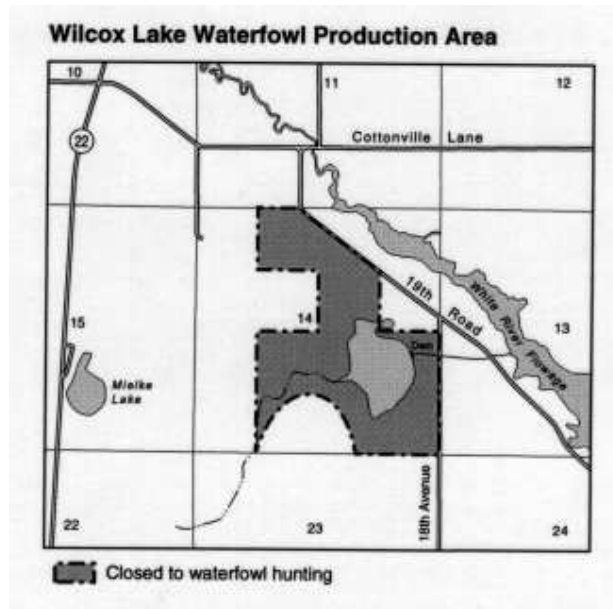 Wilcox Lake Waterfowl Production Area
10
11
12
22
Cottonville Lane
19th Road
White River Flowage
15
14
13
Dam
Mielke
Lake
18th Avenue
22
23
24
Closed to waterfowl hunting